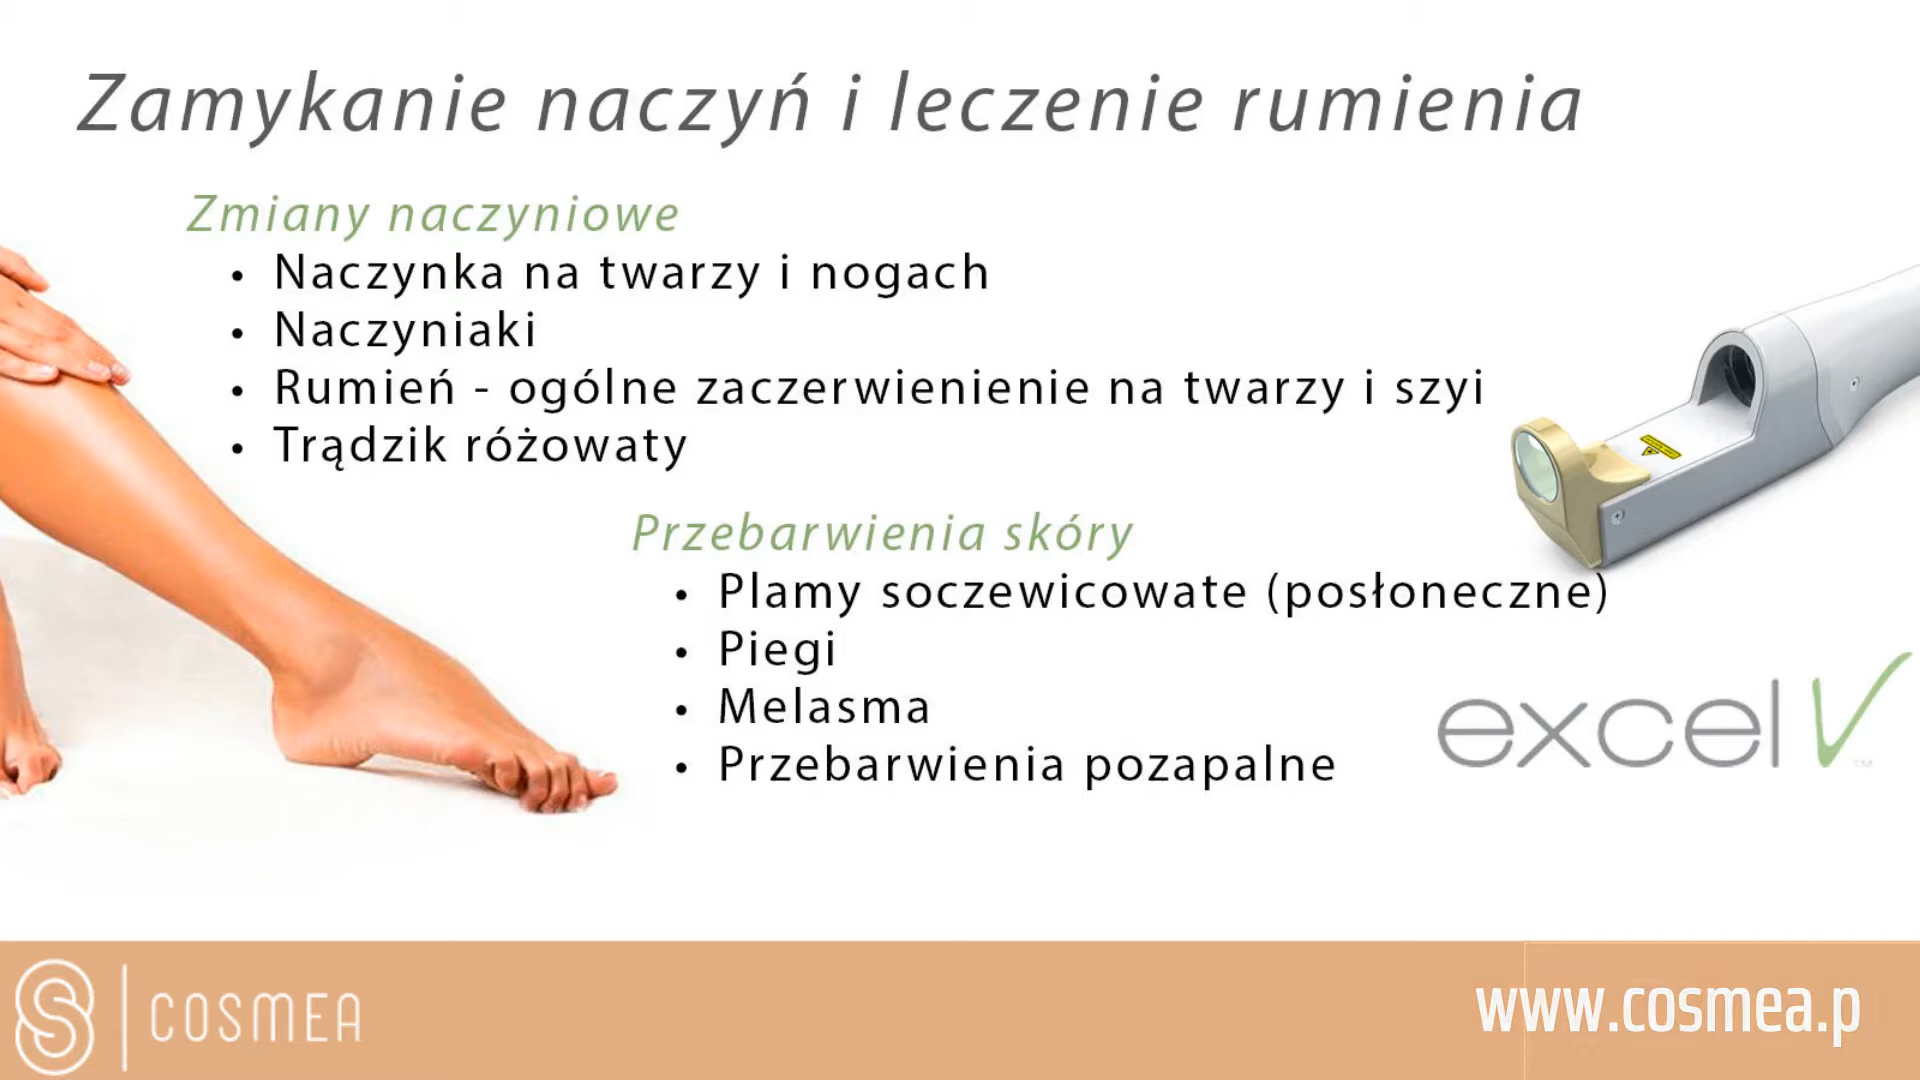 Zamykanie naczyń i leczenie rumienia
Zmiany naczyniowe
• Naczynka na twarzy i nogach
• Naczyniaki
• Rumień - ogólne zaczerwienienie na twarzy i szyi
• Trądzik różowaty
Przebarwienia skóry
• Plamy soczewicowate (posłoneczne)
• Piegi
• Melasma
• Przebarwienia pozapalne
excel V™
COSMEA
www.cosmea.p